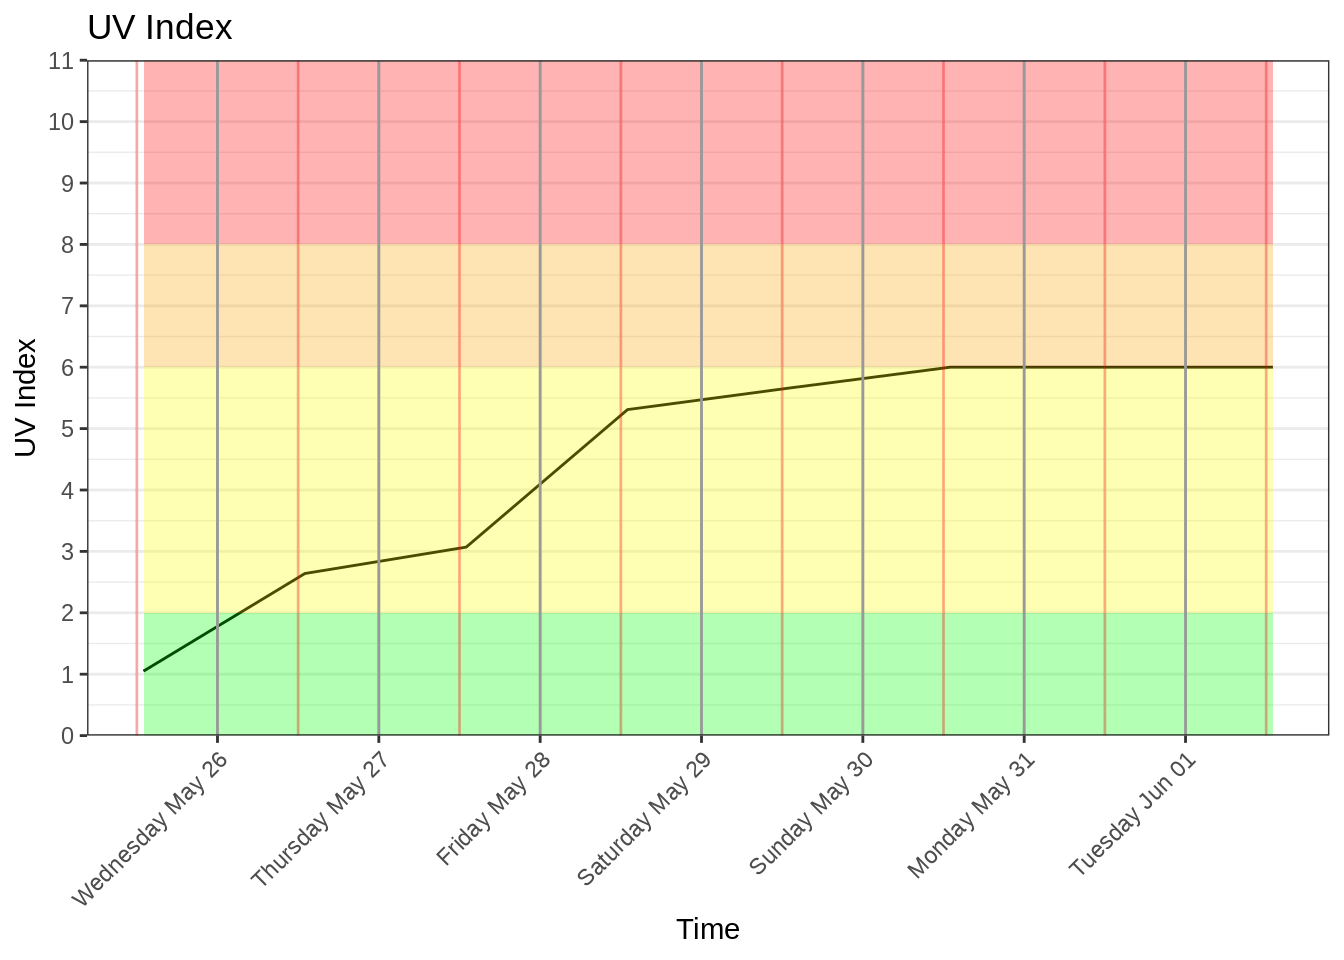 UV Index
11
10
9
8
7
6
5
4
3
2
1
0
UV Index
Wednesday May 26
Thursday May 27
Friday May 28
Saturday May 29
Sunday May 30
Monday May 31
Tuesday Jun 01
Time